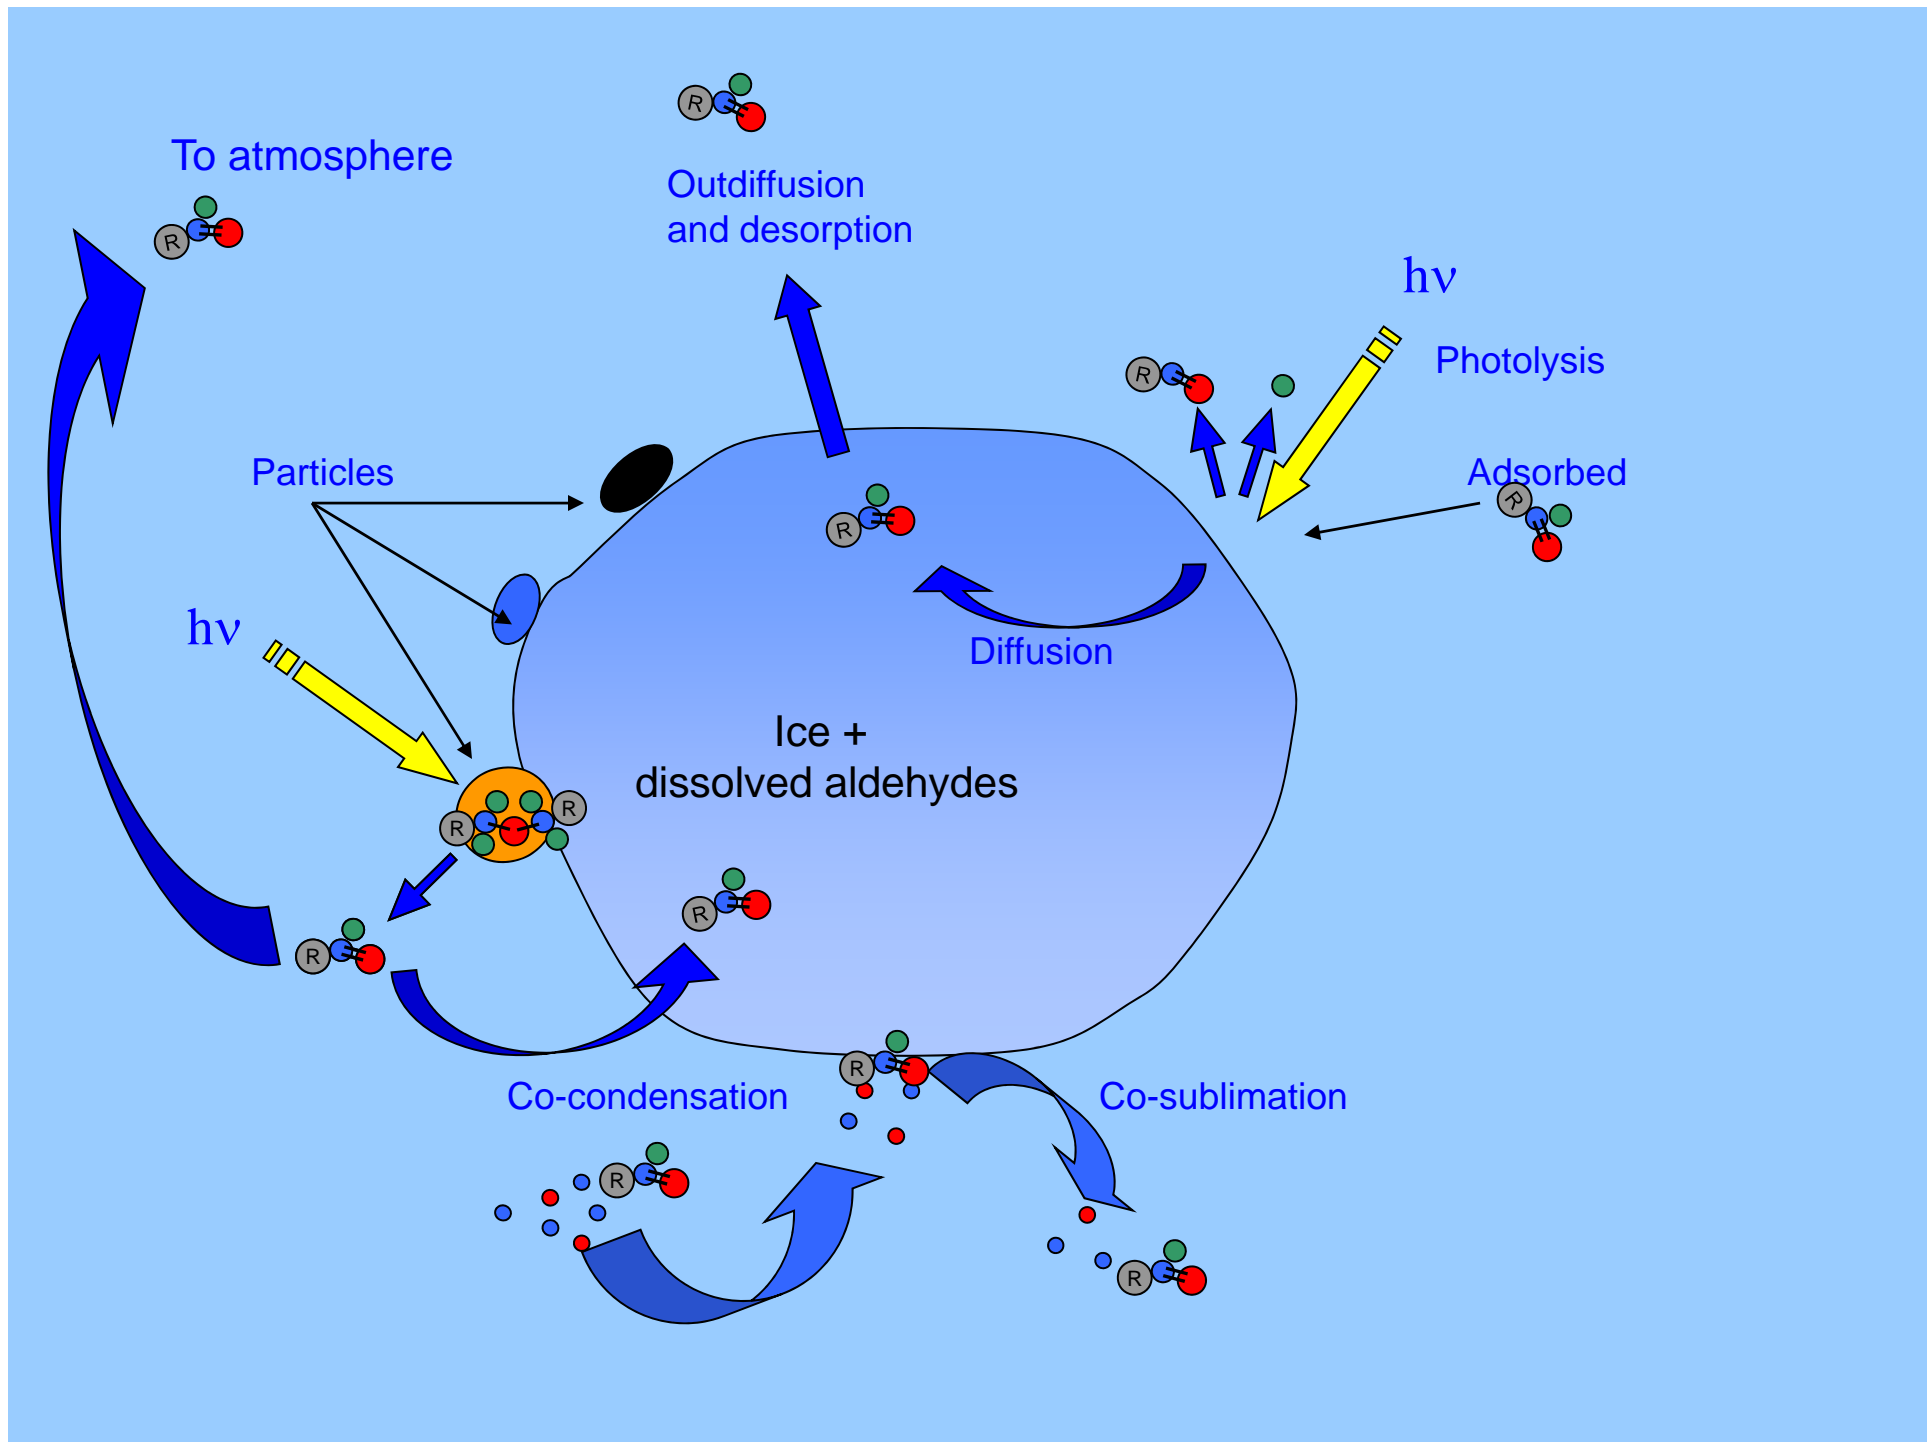 R
To atmosphere
Outdiffusion
and desorption
R
hν
R
Photolysis
Particles
Adsorbed
R
R
hν
Diffusion
Ice +
dissolved aldehydes
R
R
R
R
R
Co-condensation
Co-sublimation
R
R